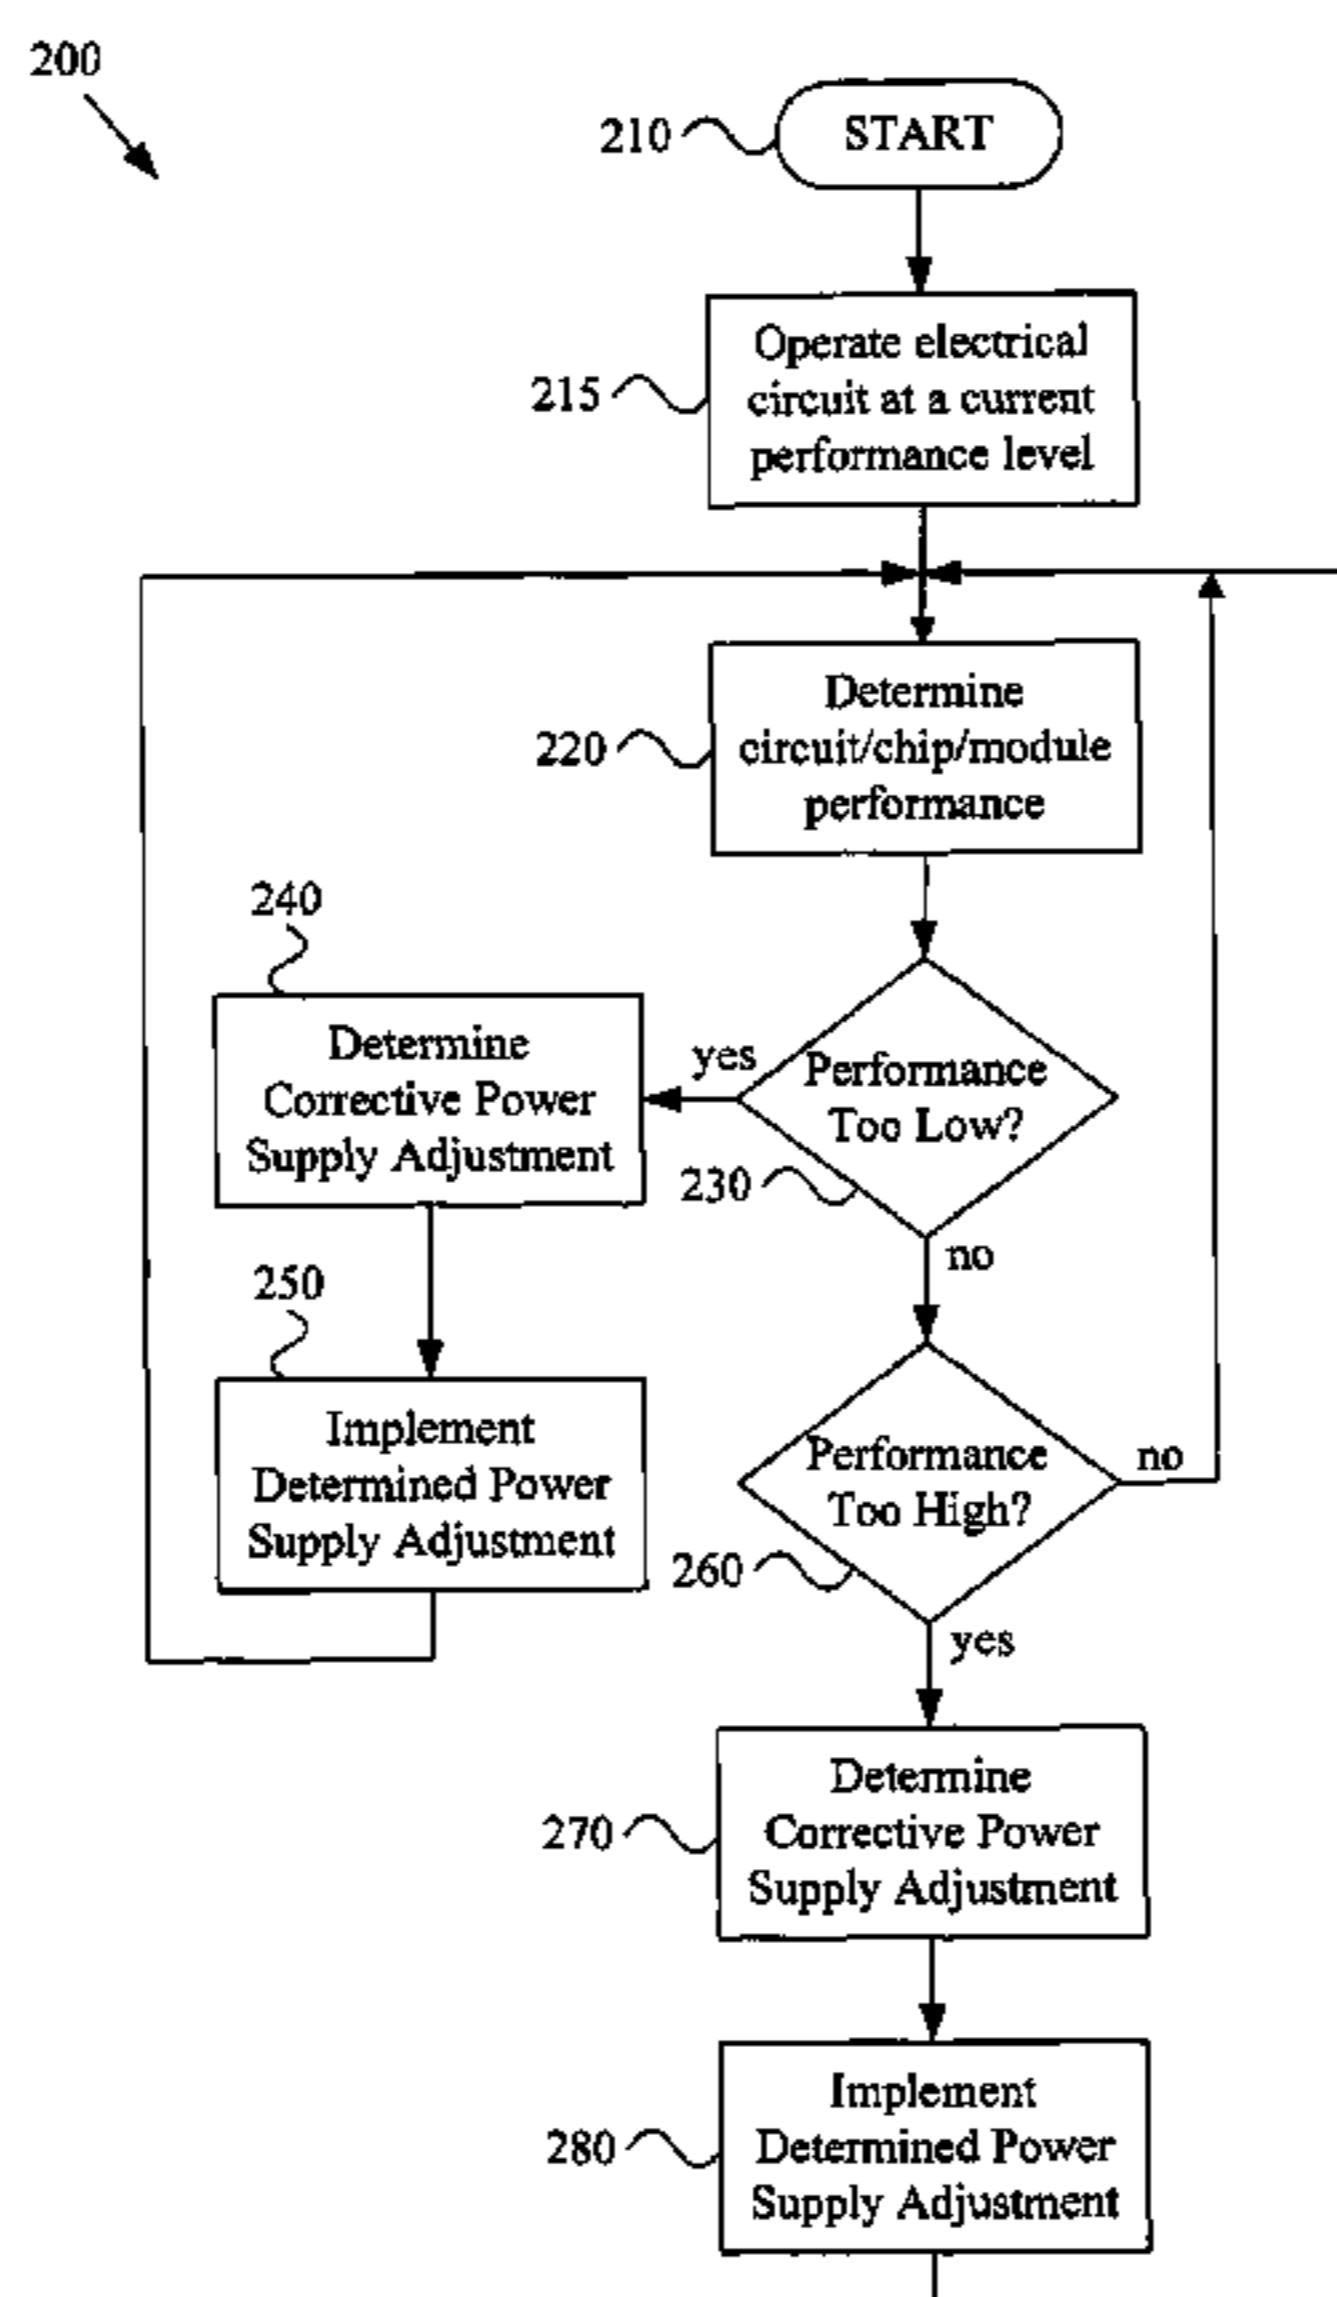 200
210
START
215
Operate electrical
circuit at a current
performance level
220
Determine
circuit/chip/module
performance
240
Determine
Corrective Power
Supply Adjustment
yes
Performance
Too Low?
230
no
250
Implement
Determined Power
Supply Adjustment
Performance
Too High?
no
260
yes
270
Determine
Corrective Power
Supply Adjustment
280
Implement
Determined Power
Supply Adjustment